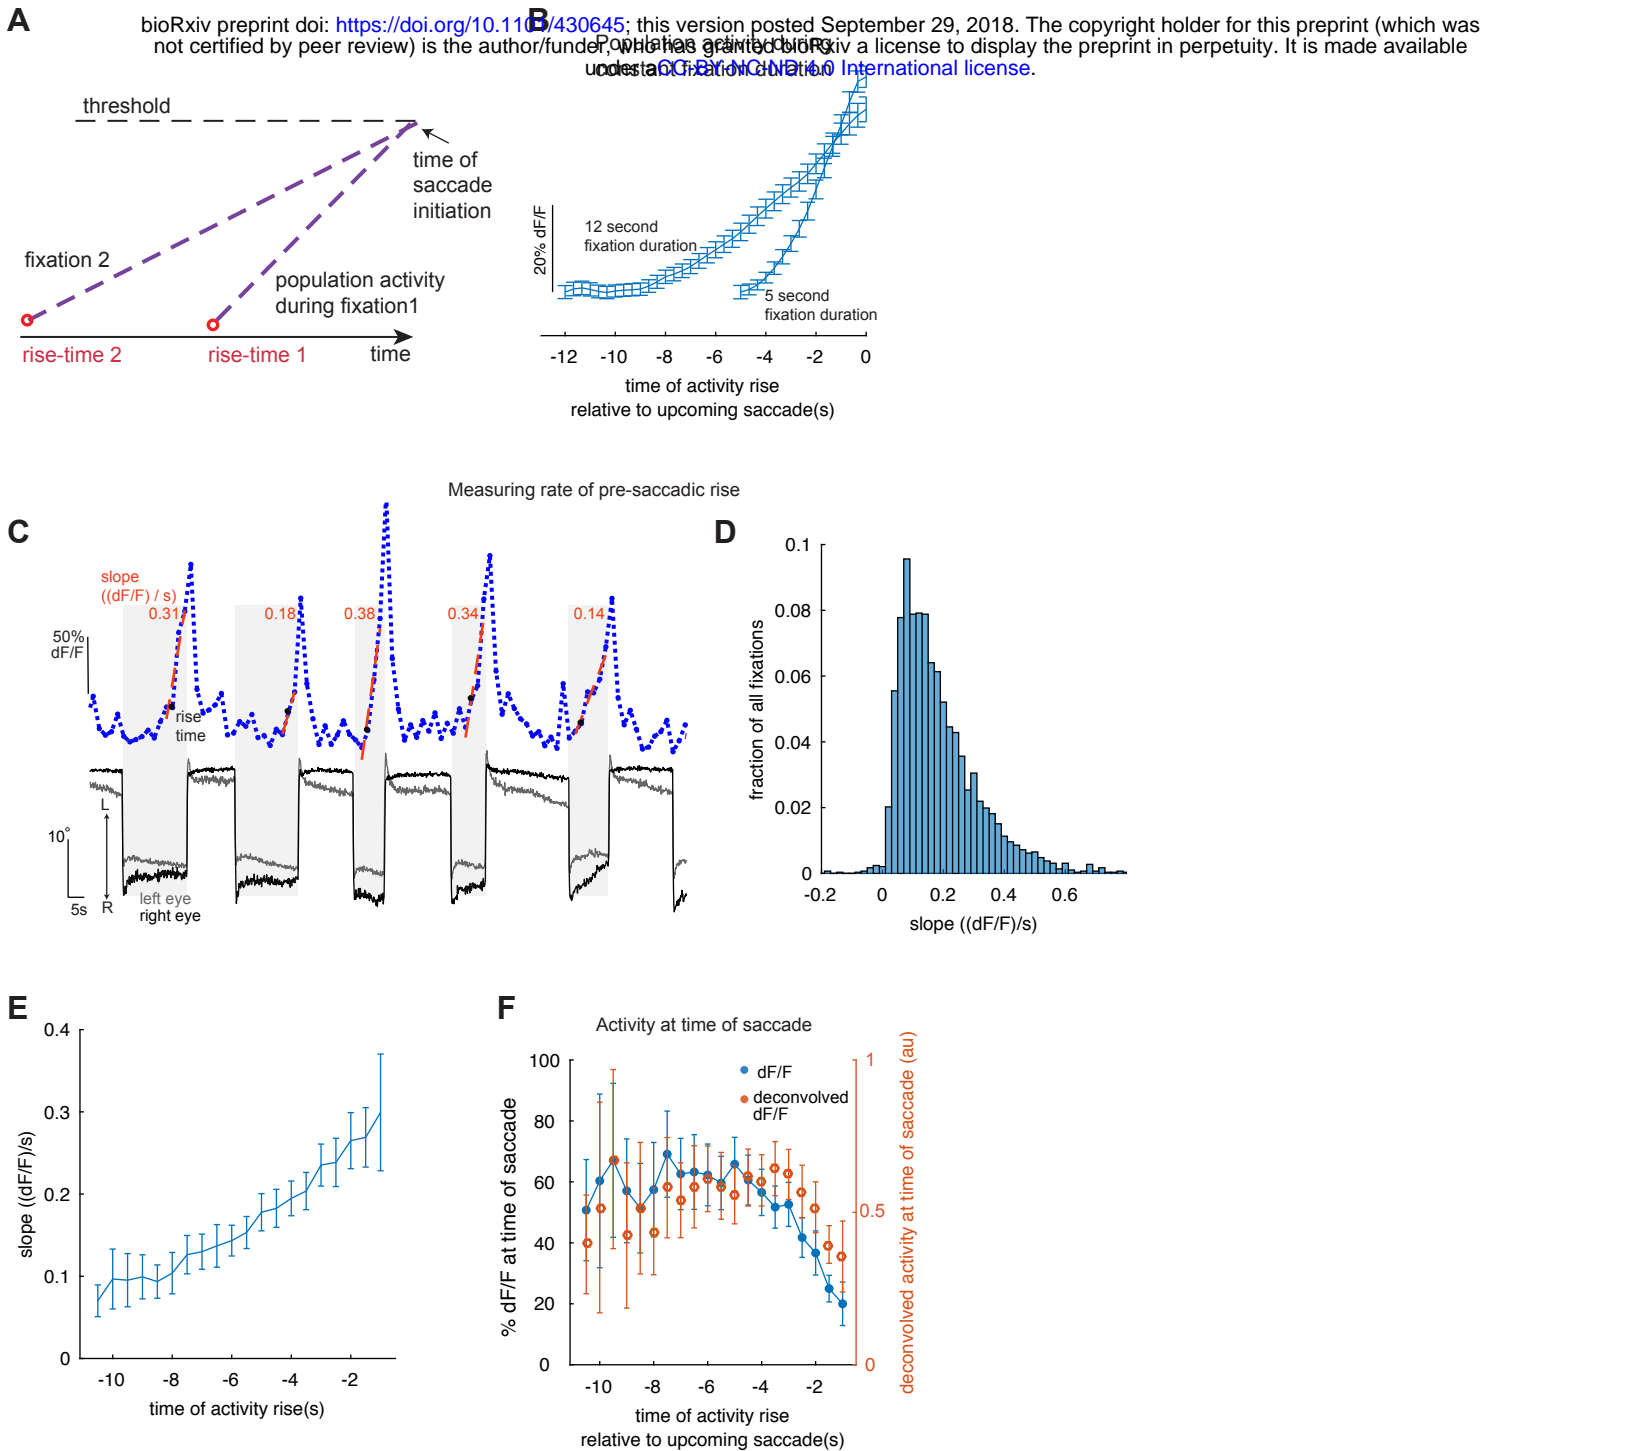 A
B
bioRxiv preprint doi: https://doi.org/10.1101/430645; this version posted September 29, 2018. The copyright holder for this preprint (which was
not certified by peer review) is the author/funder, who has granted bioRxiv a license to display the preprint in perpetuity. It is made available
under aCC-BY-NC-ND 4.0 International license.
Population activity during
constant fixation duration
threshold
time of
saccade
initiation
fixation 2
population activity
during fixation1
rise-time 2
rise-time 1
time
20% dF/F
12 second
fixation duration
5 second
fixation duration
-12 -10 -8 -6 -4 -2 0
time of activity rise
relative to upcoming saccade(s)
Measuring rate of pre-saccadic rise
C
slope
((dF/F) / s)
0.31
0.18
0.38
0.34
0.14
50%
dF/F
rise
time
L
10°
5s
R
left eye
right eye
D
0.1
0.08
0.06
0.04
0.02
0
fraction of all fixations
-0.2 0 0.2 0.4 0.6
slope ((dF/F)/s)
E
0.4
0.3
0.2
0.1
0
slope ((dF/F)/s)
-10 -8 -6 -4 -2
time of activity rise(s)
F
Activity at time of saccade
100
80
60
40
20
0
% dF/F at time of saccade
dF/F
deconvolved
dF/F
1
0.5
0
deconvolved activity at time of saccade (au)
-10 -8 -6 -4 -2
time of activity rise
relative to upcoming saccade(s)